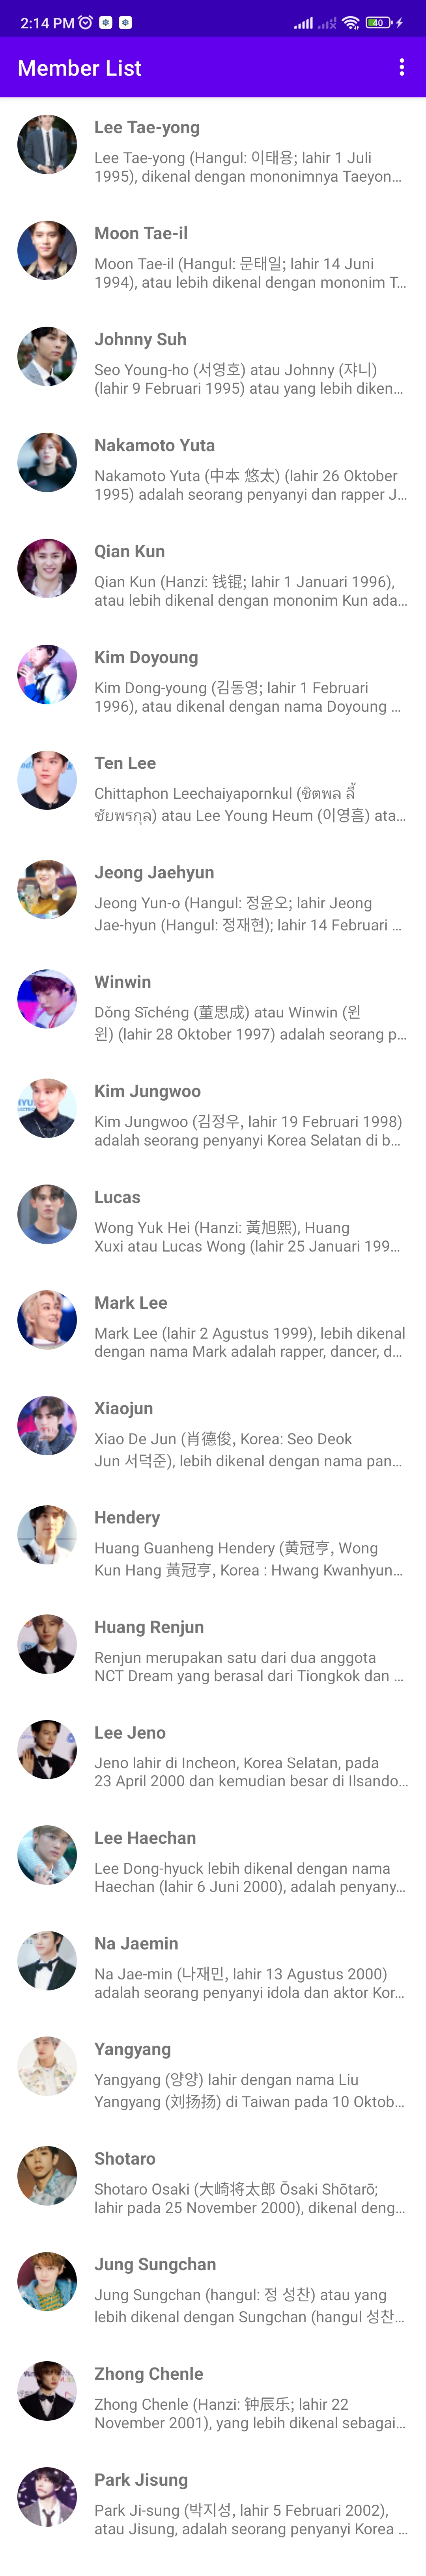 2:14 PM
40
Member List
Lee Tae-yong
Lee Tae-yong (Hangul: 이태용; lahir 1 Juli
1995), dikenal dengan mononimnya Taeyon...
Moon Tae-il
Moon Tae-il (Hangul: 문태일; lahir 14 Juni
1994), atau lebih dikenal dengan mononim T...
Johnny Suh
Seo Young-ho (서영호) atau Johnny (쟈니)
(lahir 9 Februari 1995) atau yang lebih diken...
Nakamoto Yuta
Nakamoto Yuta (中本 悠太) (lahir 26 Oktober
1995) adalah seorang penyanyi dan rapper J...
Qian Kun
Qian Kun (Hanzi: 钱锟; lahir 1 Januari 1996),
atau lebih dikenal dengan mononim Kun ada...
Kim Doyoung
Kim Dong-young (김동영; lahir 1 Februari
1996), atau dikenal dengan nama Doyoung ...
Ten Lee
Chittaphon Leechaiyapornkul (ชิตพล ลี้
ชัยพรกุล) atau Lee Young Heum (이영흠) ata...
Jeong Jaehyun
Jeong Yun-o (Hangul: 정윤오; lahir Jeong
Jae-hyun (Hangul: 정재현); lahir 14 Februari ...
Winwin
Dǒng Sīchéng (董思成) atau Winwin (윈
윈) (lahir 28 Oktober 1997) adalah seorang p...
Kim Jungwoo
Kim Jungwoo (김정우, lahir 19 Februari 1998)
adalah seorang penyanyi Korea Selatan di b...
Lucas
Wong Yuk Hei (Hanzi: 黃旭熙), Huang
Xuxi atau Lucas Wong (lahir 25 Januari 199...
Mark Lee
Mark Lee (lahir 2 Agustus 1999), lebih dikenal
dengan nama Mark adalah rapper, dancer, d...
Xiaojun
Xiao De Jun (肖德俊, Korea: Seo Deok
Jun 서덕준), lebih dikenal dengan nama pan...
Hendery
Huang Guanheng Hendery (黄冠亨, Wong
Kun Hang 黃冠亨, Korea : Hwang Kwanhyun...
Huang Renjun
Renjun merupakan satu dari dua anggota
NCT Dream yang berasal dari Tiongkok dan ...
Lee Jeno
Jeno lahir di Incheon, Korea Selatan, pada
23 April 2000 dan kemudian besar di Ilsando...
Lee Haechan
Lee Dong-hyuck lebih dikenal dengan nama
Haechan (lahir 6 Juni 2000), adalah penyany...
Na Jaemin
Na Jae-min (나재민, lahir 13 Agustus 2000)
adalah seorang penyanyi idola dan aktor Kor...
Yangyang
Yangyang (양양) lahir dengan nama Liu
Yangyang (刘扬扬) di Taiwan pada 10 Oktob...
Shotaro
Shotaro Osaki (大崎将太郎 Ōsaki Shōtarō;
lahir pada 25 November 2000), dikenal deng...
Jung Sungchan
Jung Sungchan (hangul: 정 성찬) atau yang
lebih dikenal dengan Sungchan (hangul 성찬...
Zhong Chenle
Zhong Chenle (Hanzi: 钟辰乐; lahir 22
November 2001), yang lebih dikenal sebagai...
Park Jisung
Park Ji-sung (박지성, lahir 5 Februari 2002),
atau Jisung, adalah seorang penyanyi Korea ...